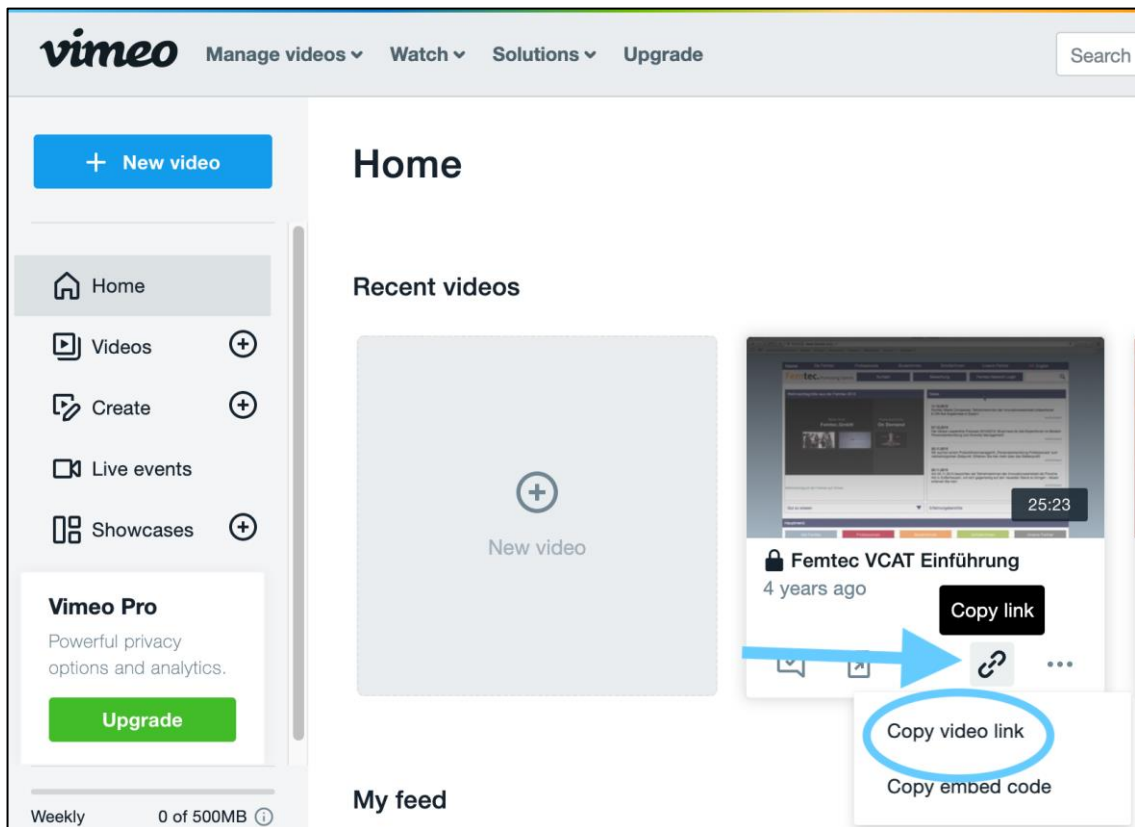 vimeo
Manage videos
Watch
Solutions
Upgrade
Search
New video
Home
Videos
Create
Live events
Showcases
Vimeo Pro
Powerful privacy
options and analytics.
Upgrade
Weekly 0 of 500MB
Home
Recent videos
New video
Femtec
25:23
Femtec VCAT Einführung
4 years ago
Copy link
Copy video link
Copy embed code
My feed